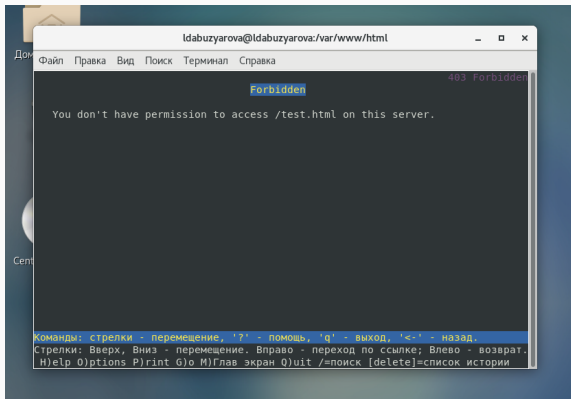 Дом
ldabuzyarova@ldabuzyarova:/var/www/html
Файл Правка Вид Поиск Терминал Справка
403 Forbidden
Forbidden
You don't have permission to access /test.html on this server.
Cent
Команды: стрелки - перемещение, '?' - помощь, 'q' - выход, '<-' - назад.
Стрелки: Вверх, Вниз - перемещение. Вправо - переход по ссылке; Влево - возврат.
H)elp O)ptions P)rint G)o M)Глав экран Q)uit /=поиск [delete]=список истории